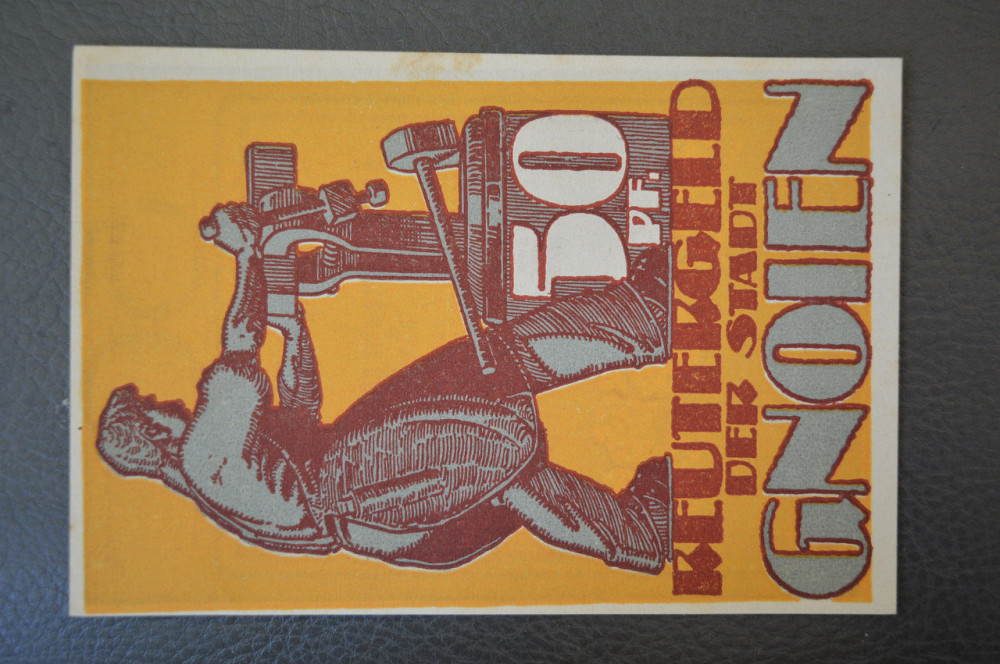 50
PF.
REUTERGELD
DER STADT
GNOIEN